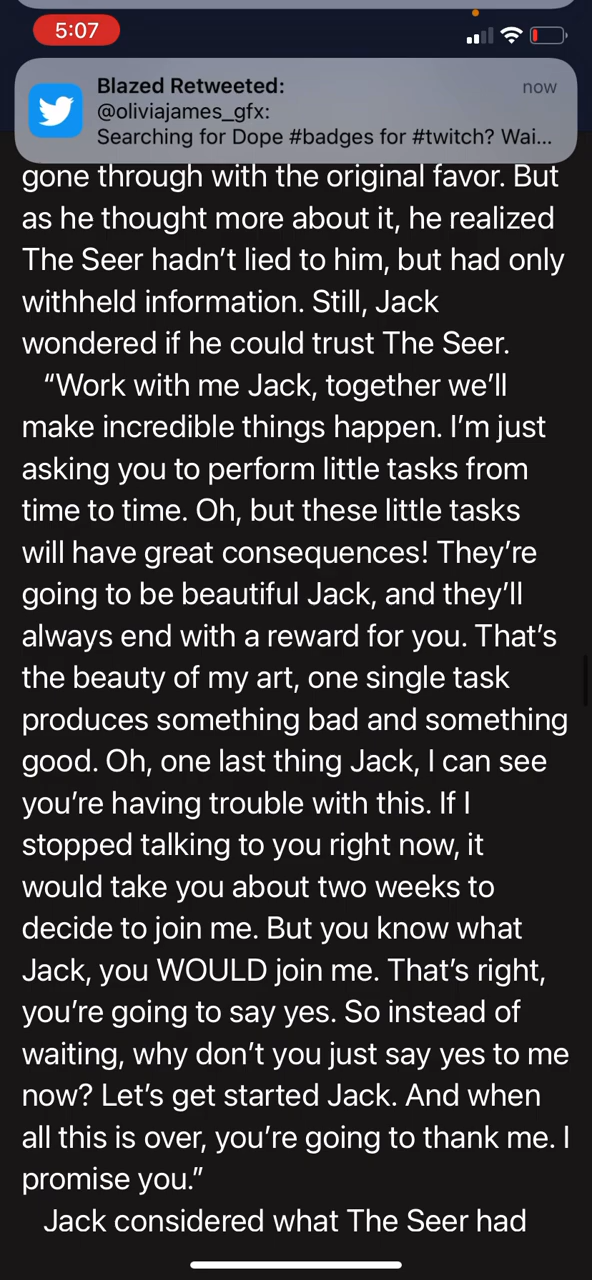 5:07
Blazed Retweeted:
now
@oliviajames_gfx:
Searching for Dope #badges for #twitch? Wai...
gone through with the original favor. But
as he thought more about it, he realized
The Seer hadn’t lied to him, but had only
withheld information. Still, Jack
wondered if he could trust The Seer.
“Work with me Jack, together we’ll
make incredible things happen. I’m just
asking you to perform little tasks from
time to time. Oh, but these little tasks
will have great consequences! They’re
going to be beautiful Jack, and they’ll
always end with a reward for you. That’s
the beauty of my art, one single task
produces something bad and something
good. Oh, one last thing Jack, I can see
you’re having trouble with this. If I
stopped talking to you right now, it
would take you about two weeks to
decide to join me. But you know what
Jack, you WOULD join me. That’s right,
you’re going to say yes. So instead of
waiting, why don’t you just say yes to me
now? Let’s get started Jack. And when
all this is over, you’re going to thank me. I
promise you.”
Jack considered what The Seer had